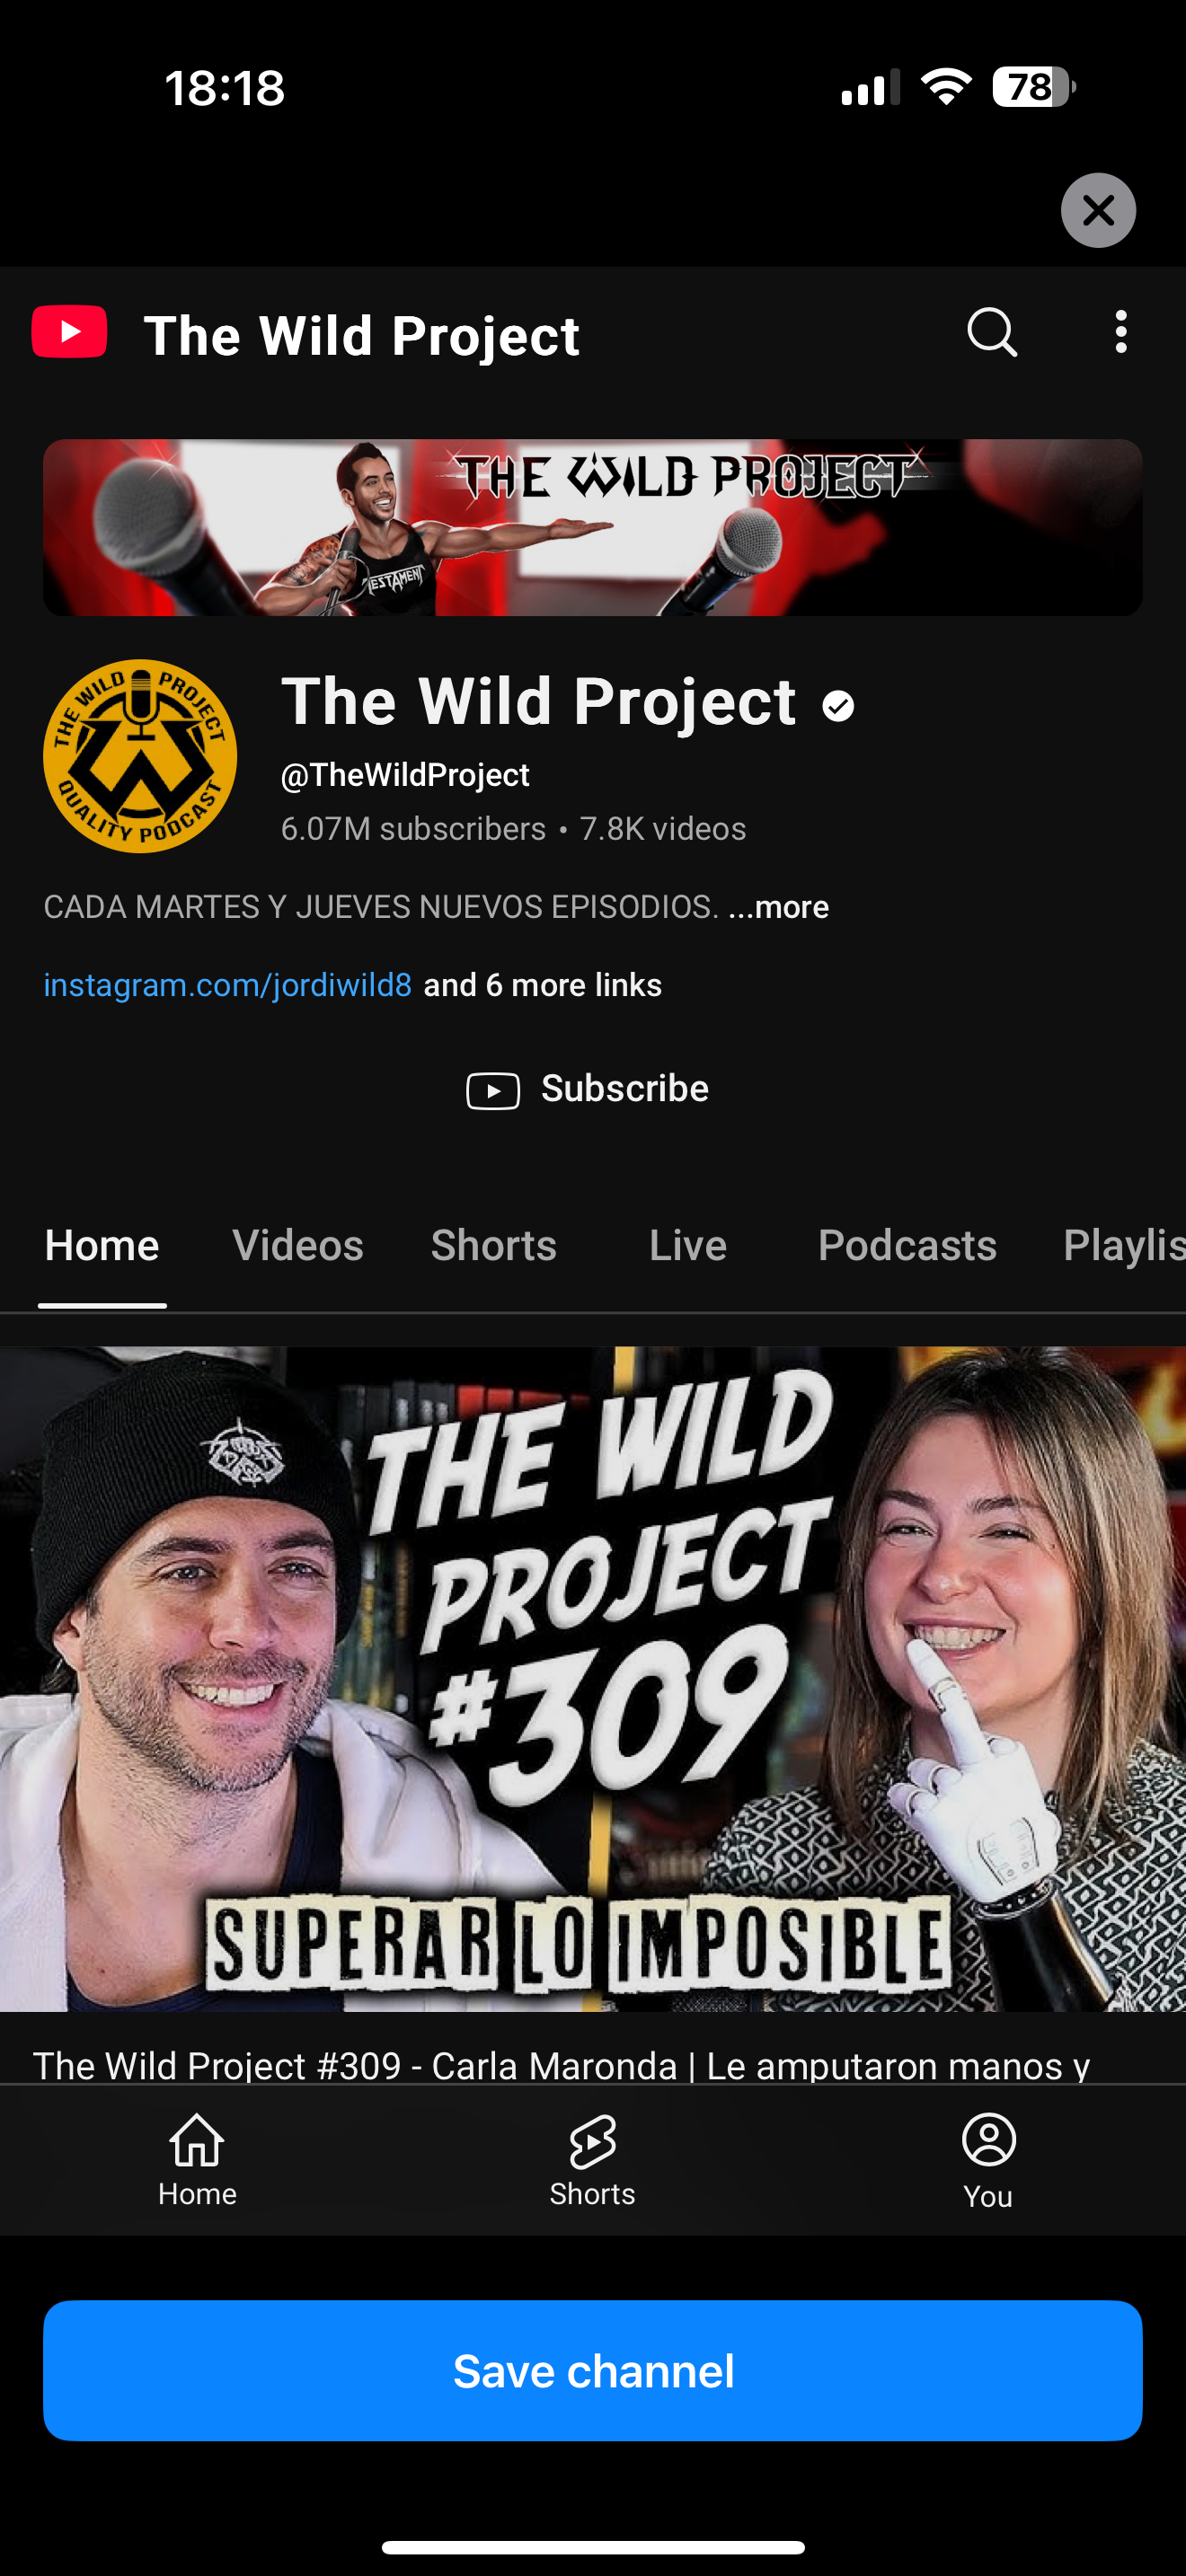 18:18
78
The Wild Project
THE WILD PROJECT
TESTAMENT
THE WILD PROJECT
QUALITY PODCAST
The Wild Project
@TheWildProject
6.07M subscribers • 7.8K videos
CADA MARTES Y JUEVES NUEVOS EPISODIOS. ...more
instagram.com/jordiwild8 and 6 more links
Subscribe
Home Videos Shorts Live Podcasts Playlis
THE WILD
PROJECT
#309
SUPERAR LO IMPOSIBLE
The Wild Project #309 - Carla Maronda | Le amputaron manos y
Home Shorts You
Save channel